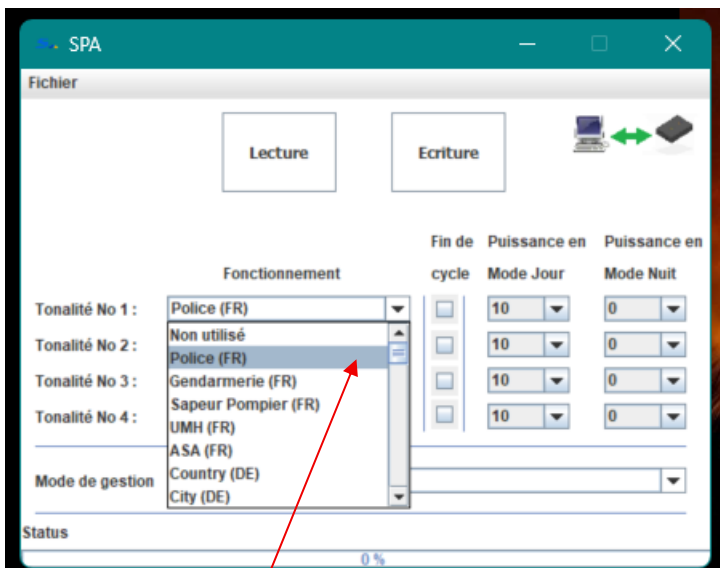 SPA
Fichier
Lecture
Ecriture
Fin de Puissance en Puissance en
Fonctionnement cycle Mode Jour Mode Nuit
Tonalité No 1 : Police (FR) 10 0
Non utilisé
Tonalité No 2 : 10 0
Police (FR)
Tonalité No 3 : Gendarmerie (FR) 10 0
Sapeur Pompier (FR)
Tonalité No 4 : 10 0
UMH (FR)
ASA (FR)
Country (DE)
Mode de gestion
City (DE)
Status
0 %